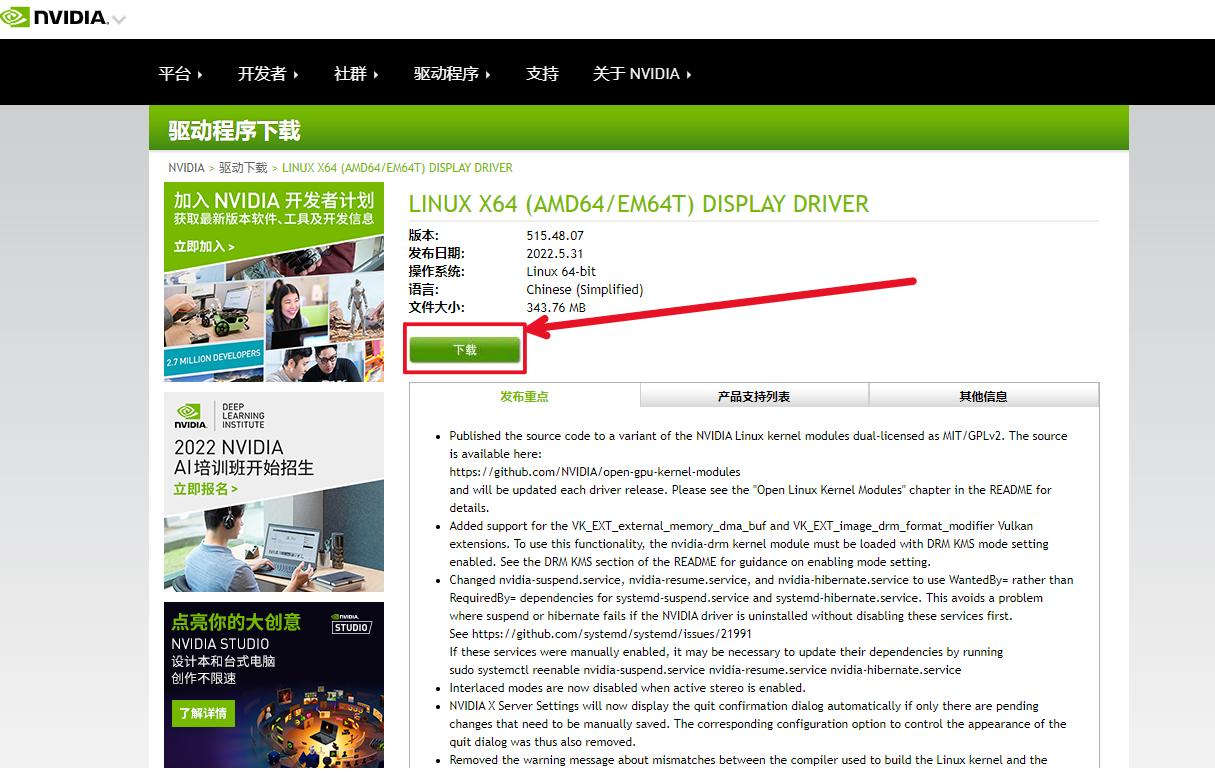 NVIDIA.
平台
开发者
社群
驱动程序
支持
关于 NVIDIA
驱动程序下载
NVIDIA > 驱动下载 > LINUX X64 (AMD64/EM64T) DISPLAY DRIVER
加入 NVIDIA 开发者计划
获取最新版本软件、工具及开发信息
立即加入 >
2.7 MILLION DEVELOPERS
NVIDIA.
DEEP
LEARNING
INSTITUTE
2022 NVIDIA
AI培训班开始招生
立即报名>
点亮你的大创意
NVIDIA STUDIO
设计本和台式电脑
创作不限速
了解详情
NVIDIA.
STUDIO
LINUX X64 (AMD64/EM64T) DISPLAY DRIVER
版本: 515.48.07
发布日期: 2022.5.31
操作系统: Linux 64-bit
语言: Chinese (Simplified)
文件大小: 343.76 MB
下载
发布重点
产品支持列表
其他信息
• Published the source code to a variant of the NVIDIA Linux kernel modules dual-licensed as MIT/GPLv2. The source
is available here:
https://github.com/NVIDIA/open-gpu-kernel-modules
and will be updated each driver release. Please see the "Open Linux Kernel Modules" chapter in the README for
details.
• Added support for the VK_EXT_external_memory_dma_buf and VK_EXT_image_drm_format_modifier Vulkan
extensions. To use this functionality, the nvidia-drm kernel module must be loaded with DRM KMS mode setting
enabled. See the DRM KMS section of the README for guidance on enabling mode setting.
• Changed nvidia-suspend.service, nvidia-resume.service, and nvidia-hibernate.service to use WantedBy= rather than
RequiredBy= dependencies for systemd-suspend.service and systemd-hibernate.service. This avoids a problem
where suspend or hibernate fails if the NVIDIA driver is uninstalled without disabling these services first.
See https://github.com/systemd/systemd/issues/21991
If these services were manually enabled, it may be necessary to update their dependencies by running
sudo systemctl reenable nvidia-suspend.service nvidia-resume.service nvidia-hibernate.service
• Interlaced modes are now disabled when active stereo is enabled.
• NVIDIA X Server Settings will now display the quit confirmation dialog automatically if only there are pending
changes that need to be manually saved. The corresponding configuration option to control the appearance of the
quit dialog was thus also removed.
• Removed the warning message about mismatches between the compiler used to build the Linux kernel and the